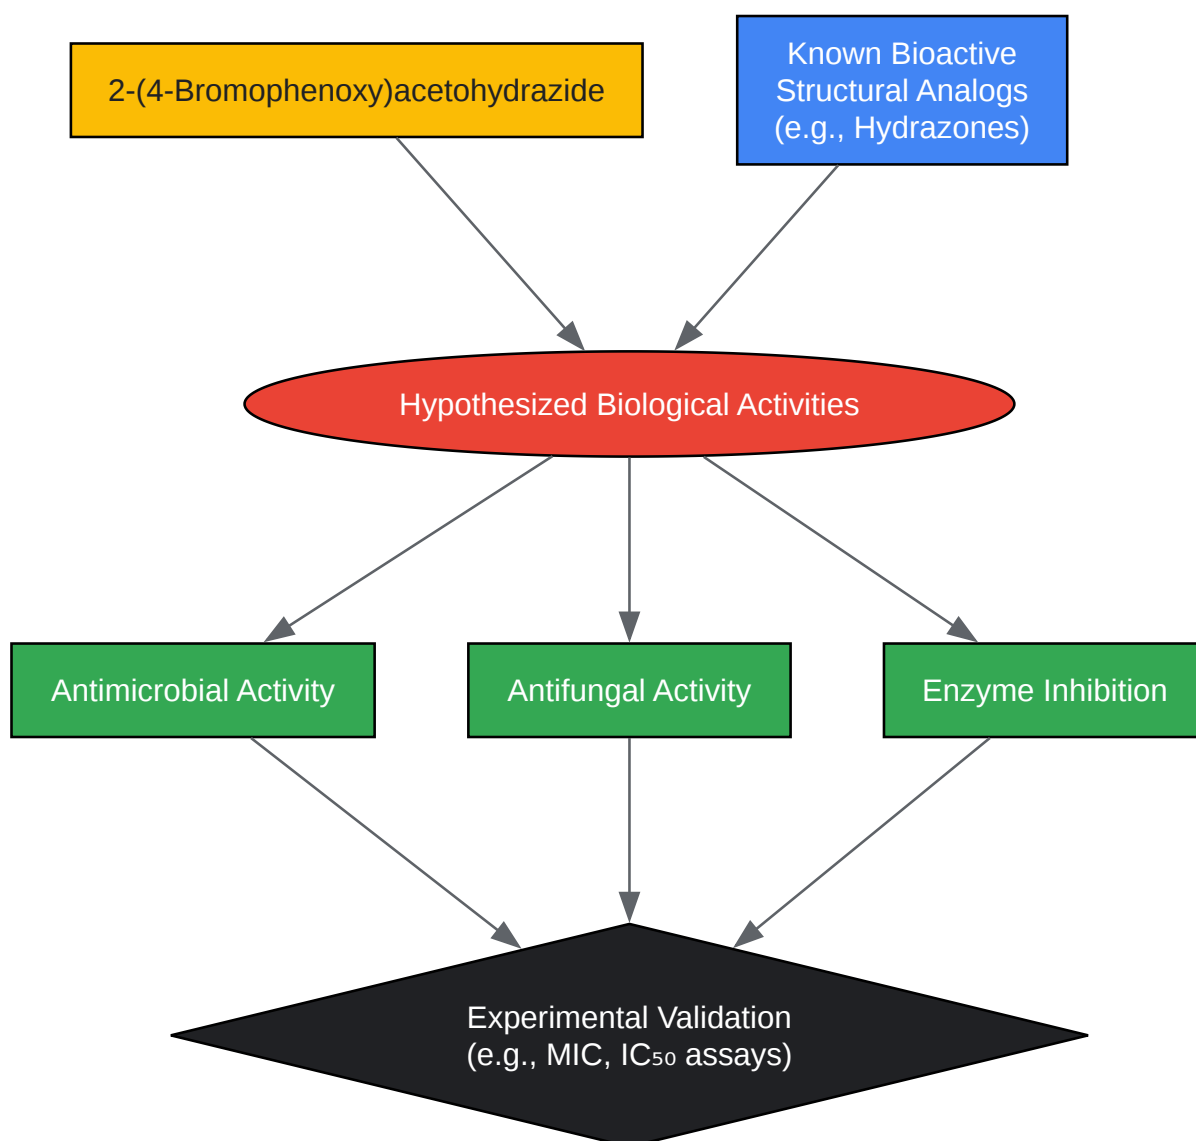 2-(4-Bromophenoxy)acetohydrazide
Known Bioactive
Structural Analogs
(e.g., Hydrazones)
Hypothesized Biological Activities
Antimicrobial Activity
Antifungal Activity
Enzyme Inhibition
Experimental Validation
(e.g., MIC, IC₅₀ assays)